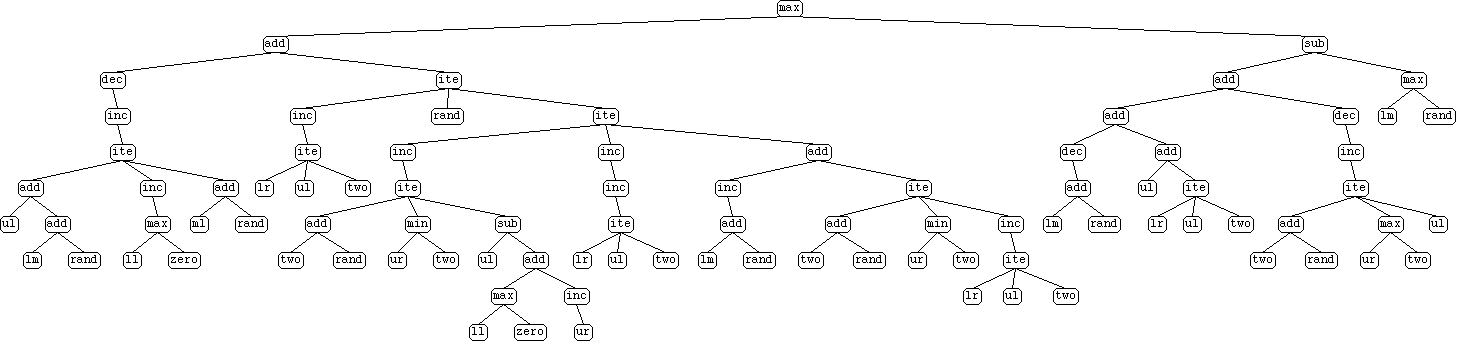 max
add sub
dec ite add max
inc inc rand ite add dec lm rand
ite ite inc inc add dec add inc
add inc add lr ul two ite inc inc ite add ul ite ite
ul add max ml rand add min sub ite add add min inc lm rand lr ul two add max ul
lm rand ll zero two rand ur two ul add lr ul two lm rand two rand ur two ite two rand ur two
max inc lr ul two
ll zero ur